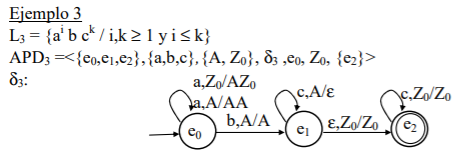 Ejemplo 3
L₃ = {aⁱ b cᵏ / i,k ≥ 1 y i ≤ k}
APD₃ =<{e₀,e₁,e₂},{a,b,c}, {A, Z₀}, δ₃ ,e₀, Z₀, {e₂}>
δ₃:
a,Z₀/AZ₀
a,A/AA
c,A/ε
c,Z₀/Z₀
b,A/A
ε,Z₀/Z₀
e₀
e₁
e₂